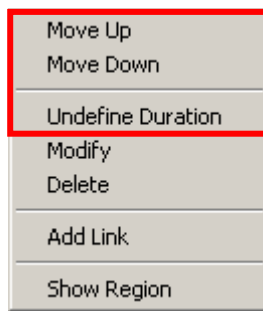 Move Up
Move Down
Undefine Duration
Modify
Delete
Add Link
Show Region